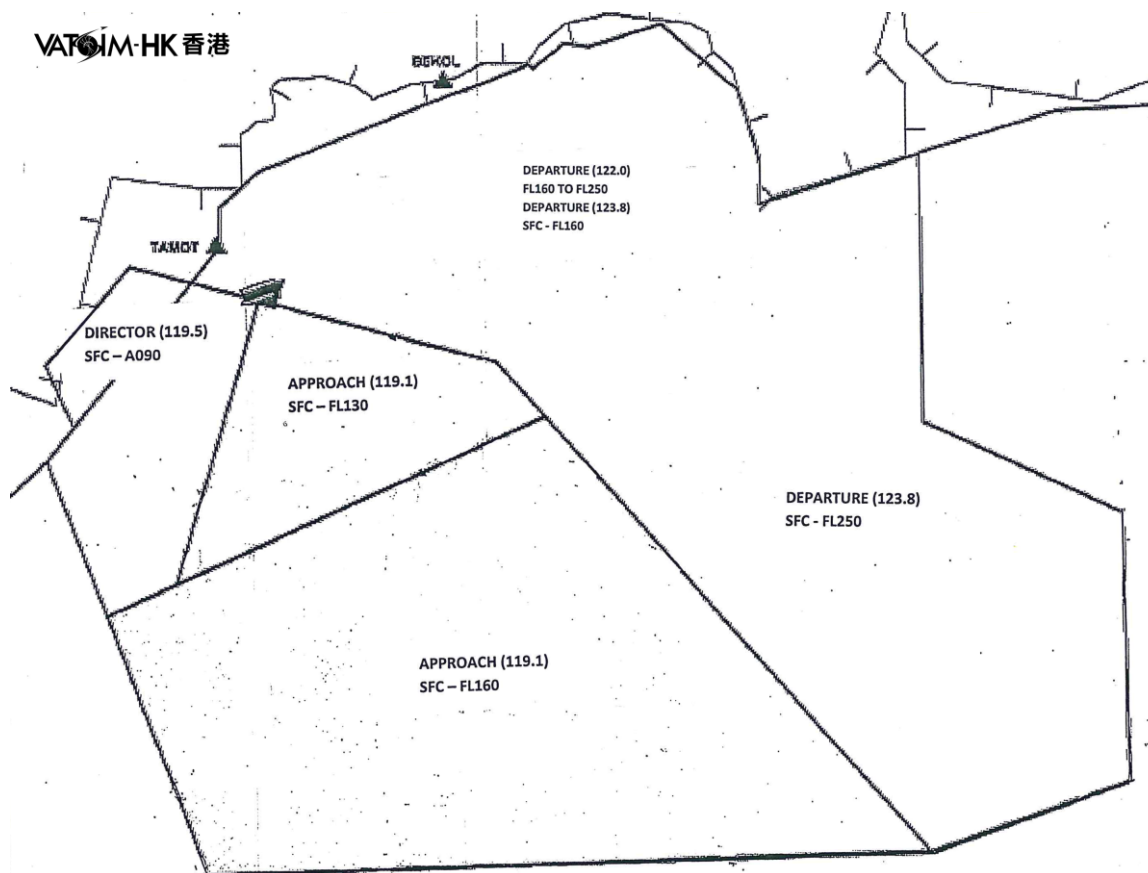 VATSIM-HK 香港
BEKOL
DEPARTURE (122.0)
FL160 TO FL250
DEPARTURE (123.8)
SFC - FL160
TAMOT
DIRECTOR (119.5)
SFC – A090
APPROACH (119.1)
SFC – FL130
DEPARTURE (123.8)
SFC - FL250
APPROACH (119.1)
SFC – FL160